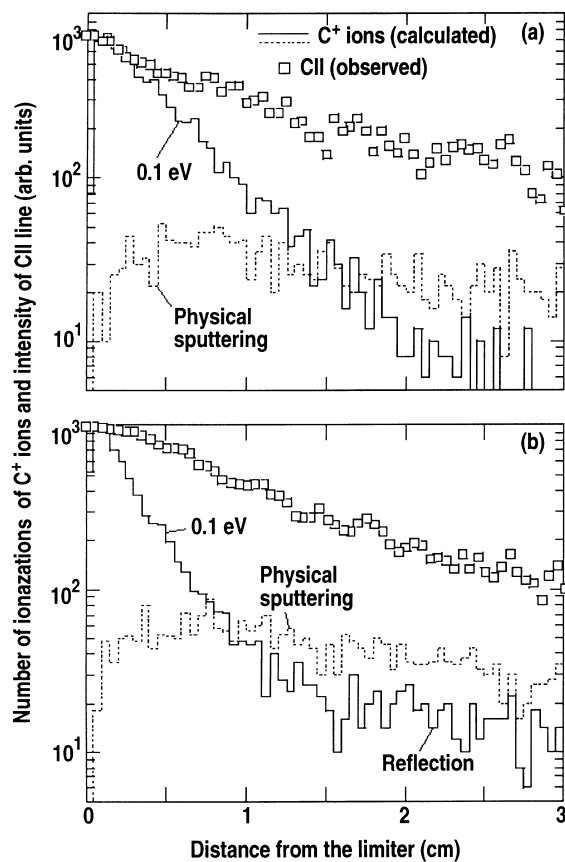 C⁺ ions (calculated)
(a)
CII (observed)
10³
0.1 eV
10²
Physical
sputtering
10¹
(b)
10³
0.1 eV
Physical
sputtering
10²
10¹
Reflection
0
1
2
3
Distance from the limiter (cm)
Number of ionazations of C⁺ ions and intensity of CII line (arb. units)